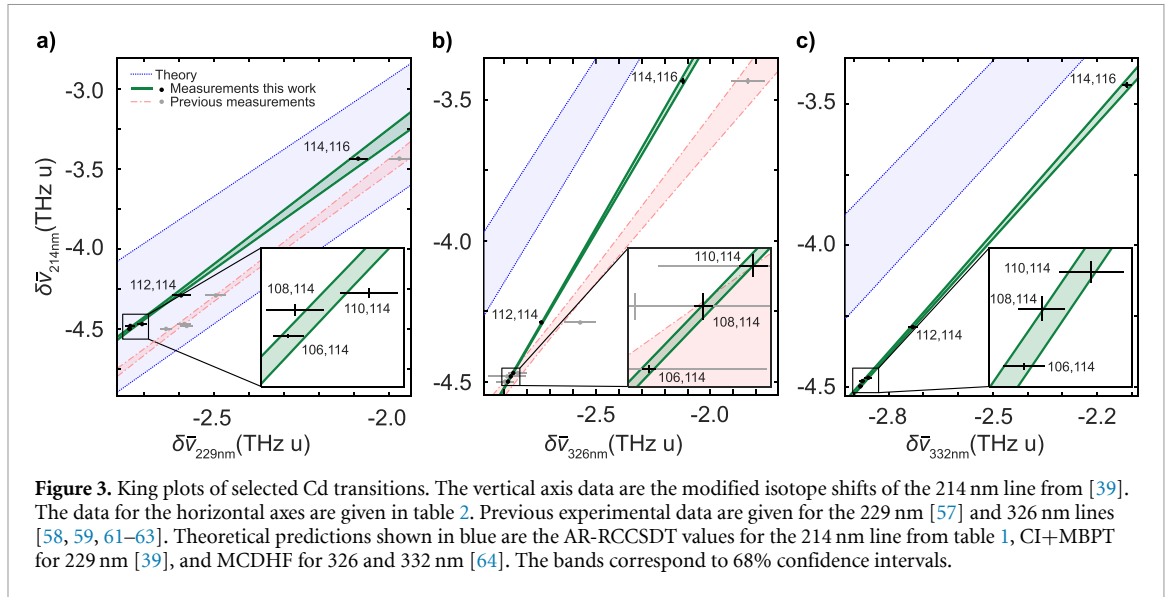 a)
δν̄214nm(THz u)
-3.0
-3.5
-4.0
-4.5
Theory
Measurements this work
Previous measurements
114,116
112,114
108,114
110,114
106,114
-2.5
-2.0
δν̄229nm(THz u)
b)
-3.5
-4.0
-4.5
114,116
112,114
110,114
108,114
106,114
-2.5
-2.0
δν̄326nm(THz u)
c)
-3.5
-4.0
-4.5
114,116
112,114
110,114
108,114
106,114
-2.8
-2.5
-2.2
δν̄332nm(THz u)
Figure 3. King plots of selected Cd transitions. The vertical axis data are the modified isotope shifts of the 214 nm line from [39].
The data for the horizontal axes are given in table 2. Previous experimental data are given for the 229 nm [57] and 326 nm lines
[58, 59, 61–63]. Theoretical predictions shown in blue are the AR-RCCSDT values for the 214 nm line from table 1, CI+MBPT
for 229 nm [39], and MCDHF for 326 and 332 nm [64]. The bands correspond to 68% confidence intervals.